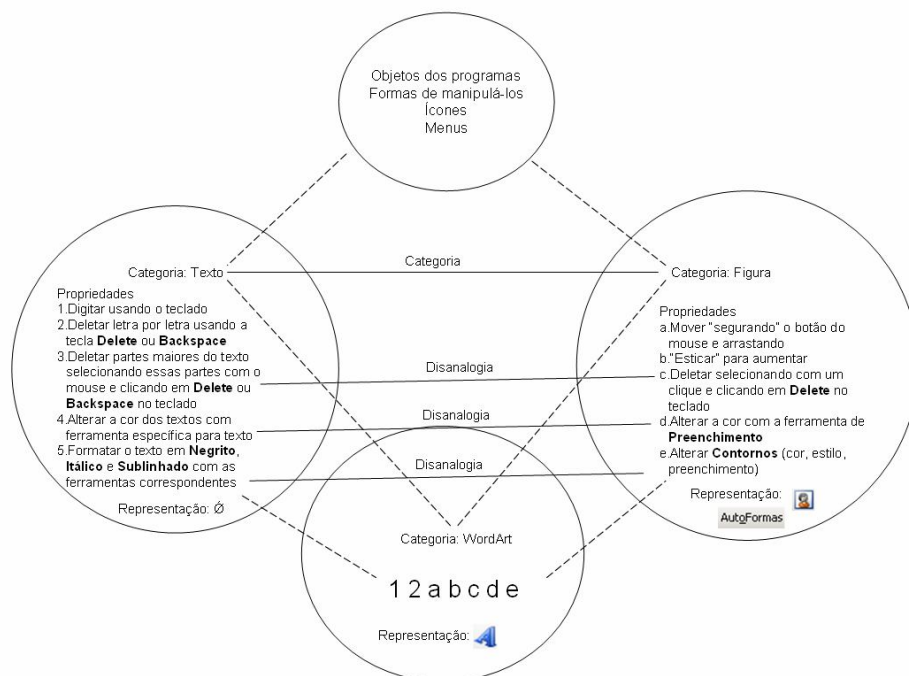 Objetos dos programas
Formas de manipulá-los
Ícones
Menus
Categoria
Categoria: Texto
Propriedades
1.Digitar usando o teclado
2.Deletar letra por letra usando a
tecla Delete ou Backspace
3.Deletar partes maiores do texto
selecionando essas partes com o
mouse e clicando em Delete ou
Backspace no teclado
4.Alterar a cor dos textos com
ferramenta específica para texto
5.Formatar o texto em Negrito,
Itálico e Sublinhado com as
ferramentas correspondentes
Representação: Ø
Disanalogia
Disanalogia
Disanalogia
Categoria: Figura
Propriedades
a.Mover "segurando" o botão do
mouse e arrastando
b."Esticar" para aumentar
c.Deletar selecionando com um
clique e clicando em Delete no
teclado
d.Alterar a cor com a ferramenta de
Preenchimento
e.Alterar Contornos (cor, estilo,
preenchimento)
Representação:
AutoFormas
Categoria: WordArt
1 2 a b c d e
Representação: